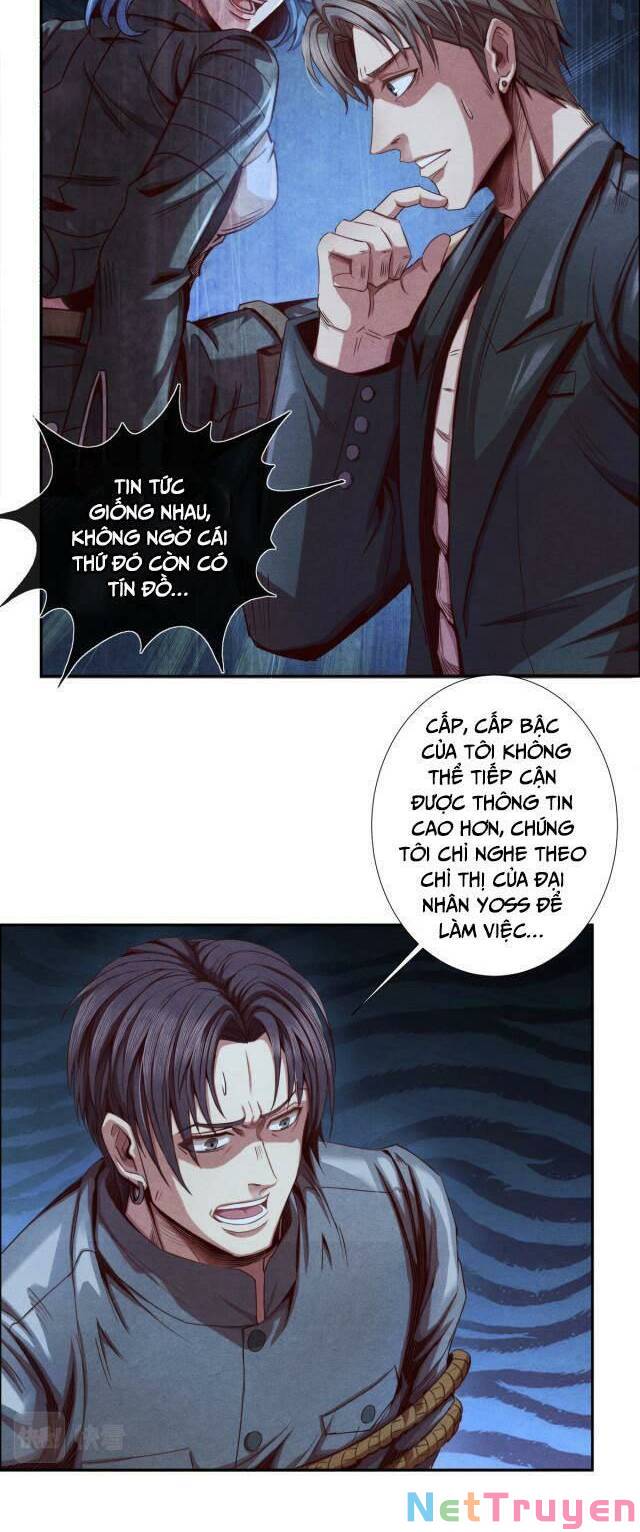 TIN TỨC
GIỐNG NHAU,
KHÔNG NGỜ CÁI
THỨ ĐÓ CÒN CÓ
TÍN ĐỒ...
CẤP, CẤP BẬC
CỦA TÔI KHÔNG
THỂ TIẾP CẬN
ĐƯỢC THÔNG TIN
CAO HƠN, CHÚNG
TÔI CHỈ NGHE THEO
CHỈ THỊ CỦA ĐẠI
NHÂN YOSS ĐỂ
LÀM VIỆC...
快看
NETTRUYEN